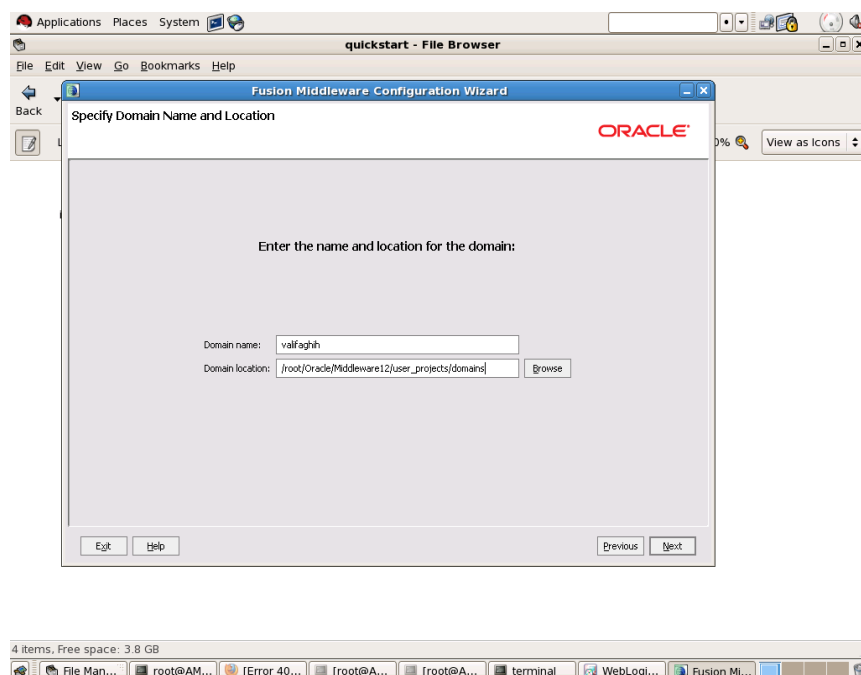 Applications Places System
quickstart - File Browser
File Edit View Go Bookmarks Help
Back
Fusion Middleware Configuration Wizard
Specify Domain Name and Location
ORACLE
0% View as Icons
Enter the name and location for the domain:
Domain name: valifaghih
Domain location: /root/Oracle/Middleware12/user_projects/domains Browse
Exit Help Previous Next
4 items, Free space: 3.8 GB
File Man... root@AM... [Error 40... [root@A... [root@A... terminal WebLogi... Fusion Mi...